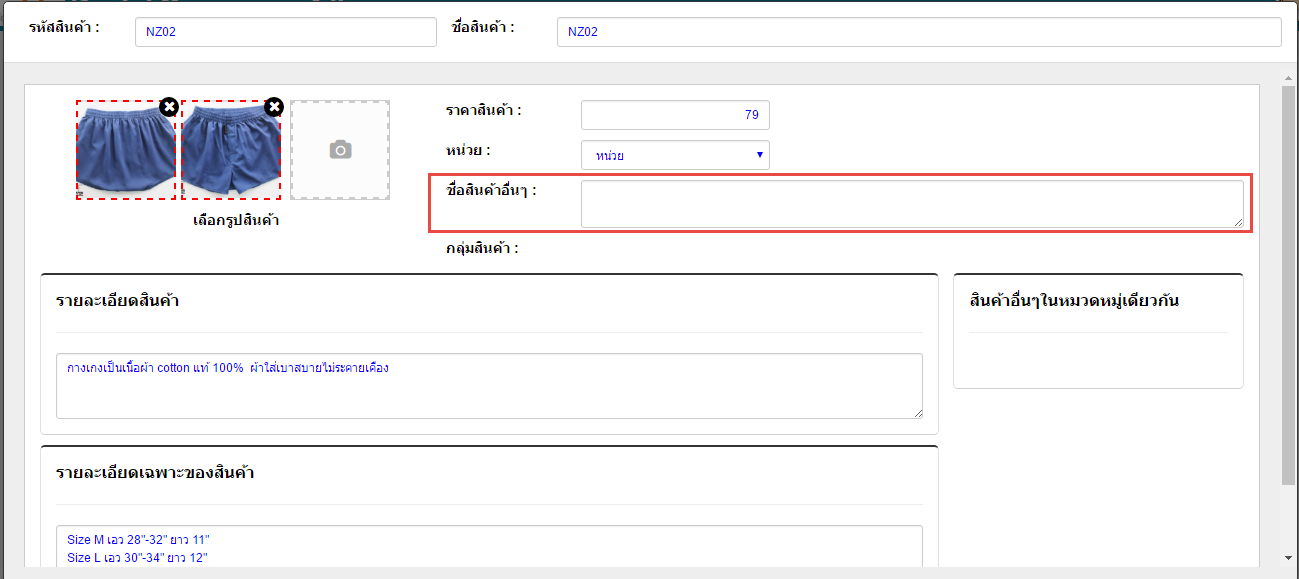 รหัสสินค้า : NZ02 ชื่อสินค้า : NZ02
ราคาสินค้า : 79
หน่วย : หน่วย
ชื่อสินค้าอื่นๆ :
เลือกรูปสินค้า
กลุ่มสินค้า :
รายละเอียดสินค้า
สินค้าอื่นๆในหมวดหมู่เดียวกัน
กางเกงเป็นเนื้อผ้า cotton แท้ 100% ผ้าใส่เบาสบายไม่ระคายเคือง
รายละเอียดเฉพาะของสินค้า
Size M เอว 28"-32" ยาว 11"
Size L เอว 30"-34" ยาว 12"